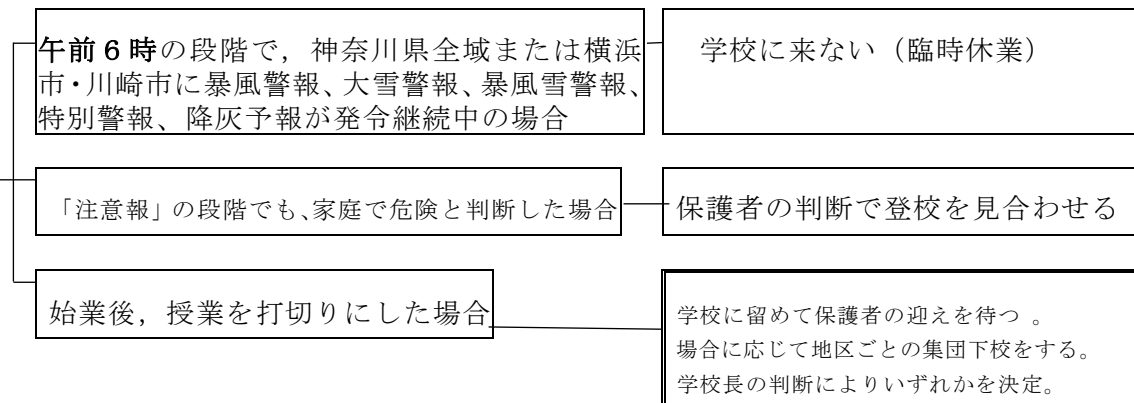 午前６時の段階で，神奈川県全域または横浜
市・川崎市に暴風警報、大雪警報、暴風雪警報、
特別警報、降灰予報が発令継続中の場合
学校に来ない（臨時休業）
「注意報」の段階でも、家庭で危険と判断した場合
保護者の判断で登校を見合わせる
始業後，授業を打切りにした場合
学校に留めて保護者の迎えを待つ 。
場合に応じて地区ごとの集団下校をする。
学校長の判断によりいずれかを決定。